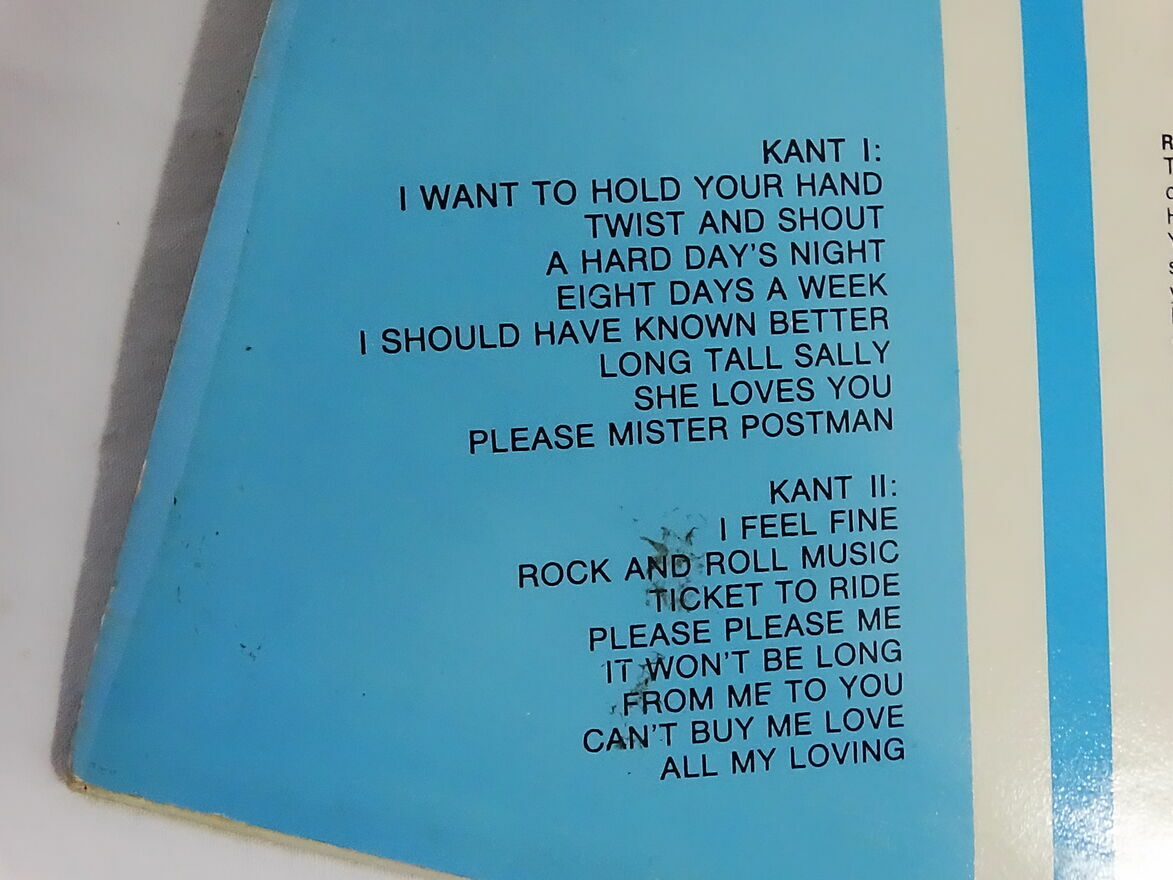 KANT I:
I WANT TO HOLD YOUR HAND
TWIST AND SHOUT
A HARD DAY'S NIGHT
EIGHT DAYS A WEEK
I SHOULD HAVE KNOWN BETTER
LONG TALL SALLY
SHE LOVES YOU
PLEASE MISTER POSTMAN
KANT II:
I FEEL FINE
ROCK AND ROLL MUSIC
TICKET TO RIDE
PLEASE PLEASE ME
IT WON'T BE LONG
FROM ME TO YOU
CAN'T BUY ME LOVE
ALL MY LOVING